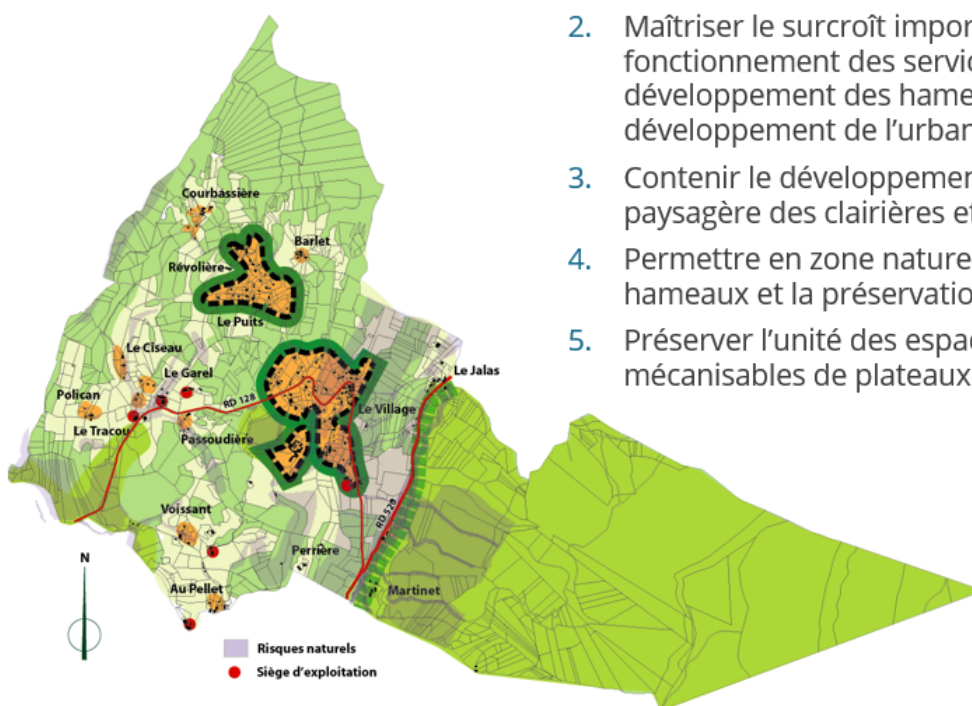 2. Maîtriser le surcroît impor
fonctionnement des servic
développement des hame
développement de l'urban
3. Contenir le développemen
paysagère des clairières et
4. Permettre en zone nature
hameaux et la préservatio
5. Préserver l'unité des espac
mécanisables de plateaux
Courbassière
Barlet
Révolière
Le Puits
Le Ciseau
Le Garel
Polican
Le Tracou
RD 128
Passoudière
Le Village
Le Jalas
Voissant
RD 528
Perrière
Au Pellet
Martinet
N
Risques naturels
Siège d'exploitation